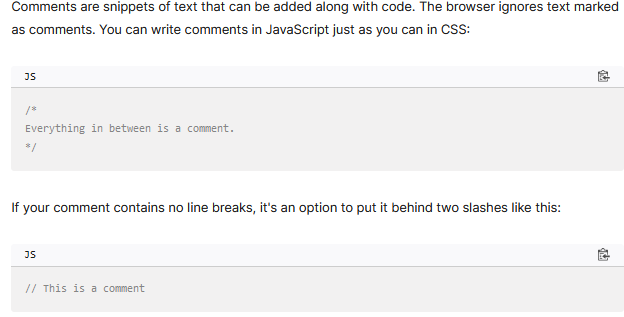 Comments are snippets of text that can be added along with code. The browser ignores text marked
as comments. You can write comments in JavaScript just as you can in CSS:
JS
/*
Everything in between is a comment.
*/
If your comment contains no line breaks, it's an option to put it behind two slashes like this:
JS
// This is a comment